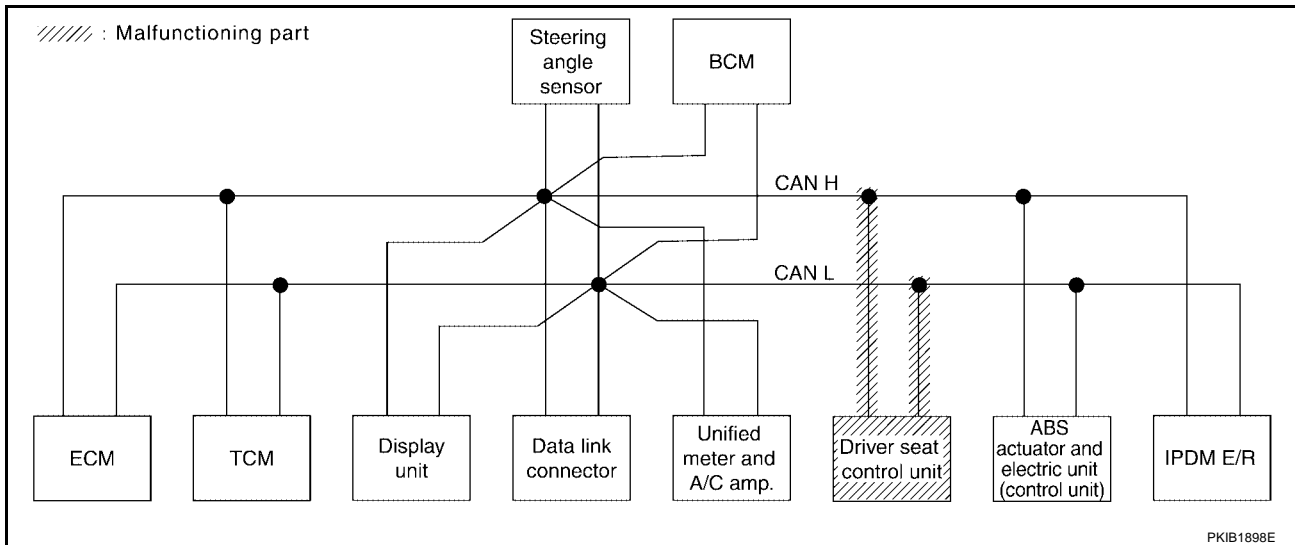 : Malfunctioning part
Steering
angle
sensor
BCM
CAN H
CAN L
ECM
TCM
Display
unit
Data link
connector
Unified
meter and
A/C amp.
Driver seat
control unit
ABS
actuator and
electric unit
(control unit)
IPDM E/R
PKIB1898E